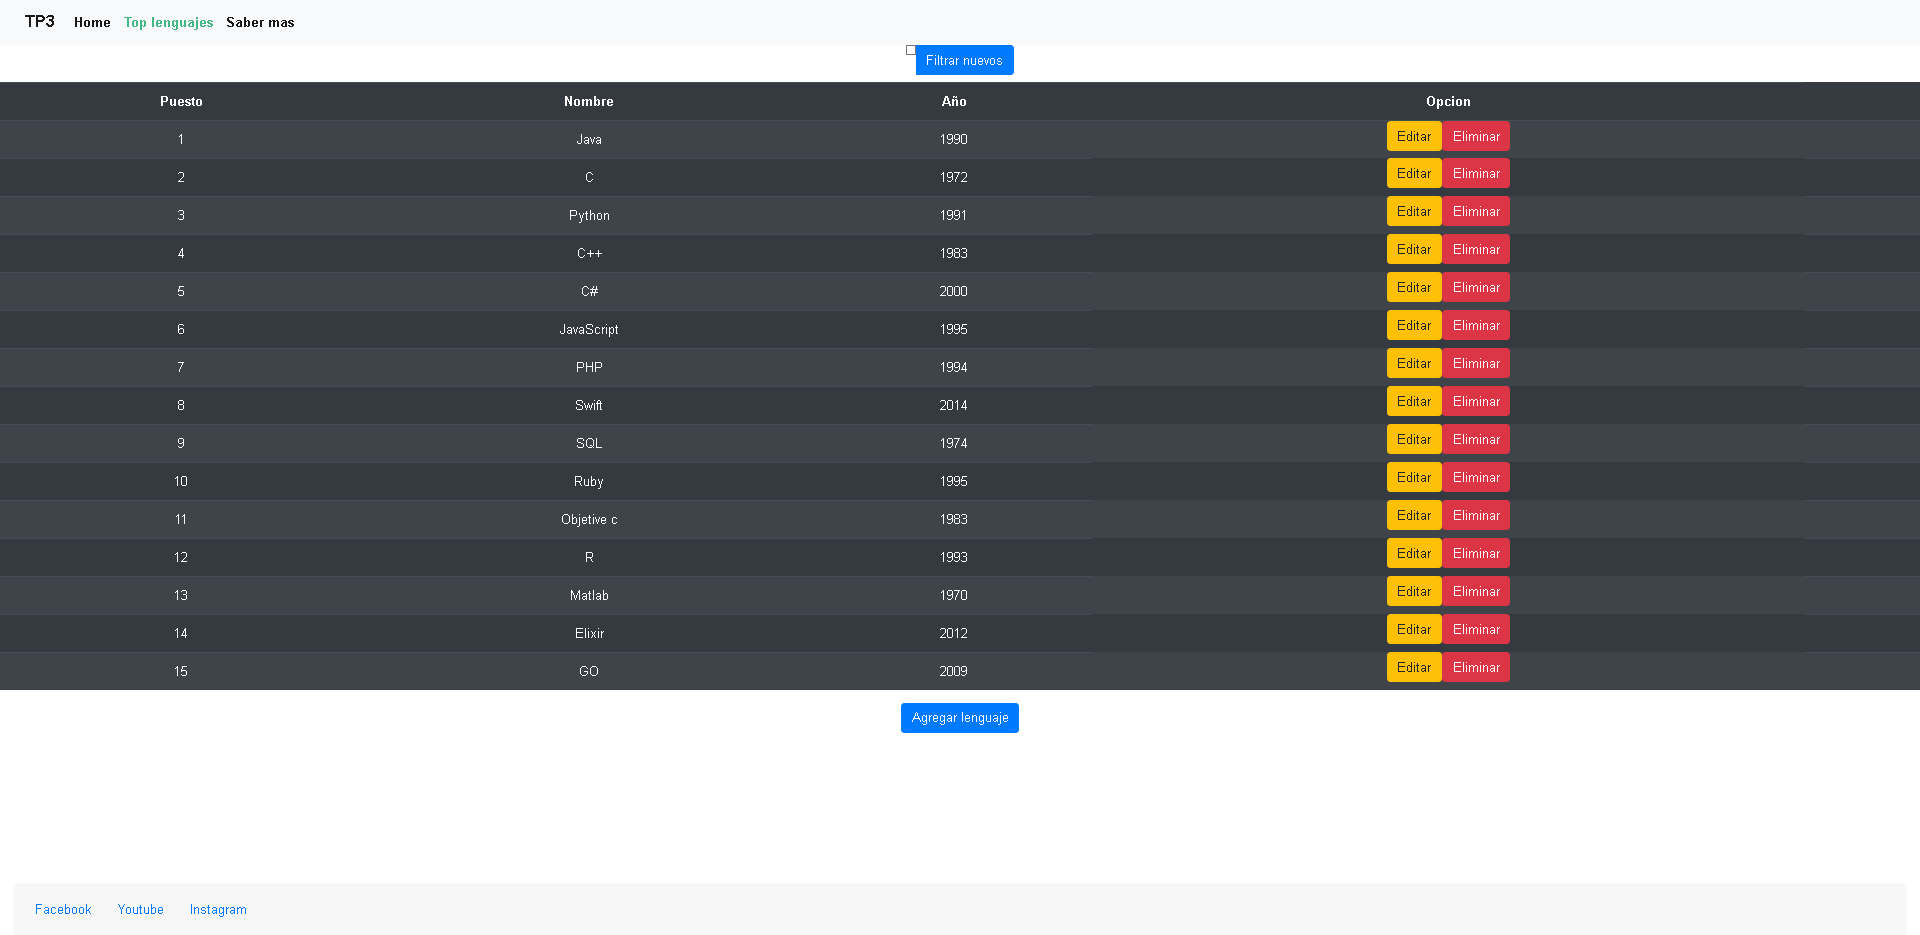 TP3 Home Top lenguajes Saber mas
Filtrar nuevos
Puesto Nombre Año Opcion
1 Java 1990 Editar Eliminar
2 C 1972 Editar Eliminar
3 Python 1991 Editar Eliminar
4 C++ 1983 Editar Eliminar
5 C# 2000 Editar Eliminar
6 JavaScript 1995 Editar Eliminar
7 PHP 1994 Editar Eliminar
8 Swift 2014 Editar Eliminar
9 SQL 1974 Editar Eliminar
10 Ruby 1995 Editar Eliminar
11 Objetive c 1983 Editar Eliminar
12 R 1993 Editar Eliminar
13 Matlab 1970 Editar Eliminar
14 Elixir 2012 Editar Eliminar
15 GO 2009 Editar Eliminar
Agregar lenguaje
Facebook Youtube Instagram